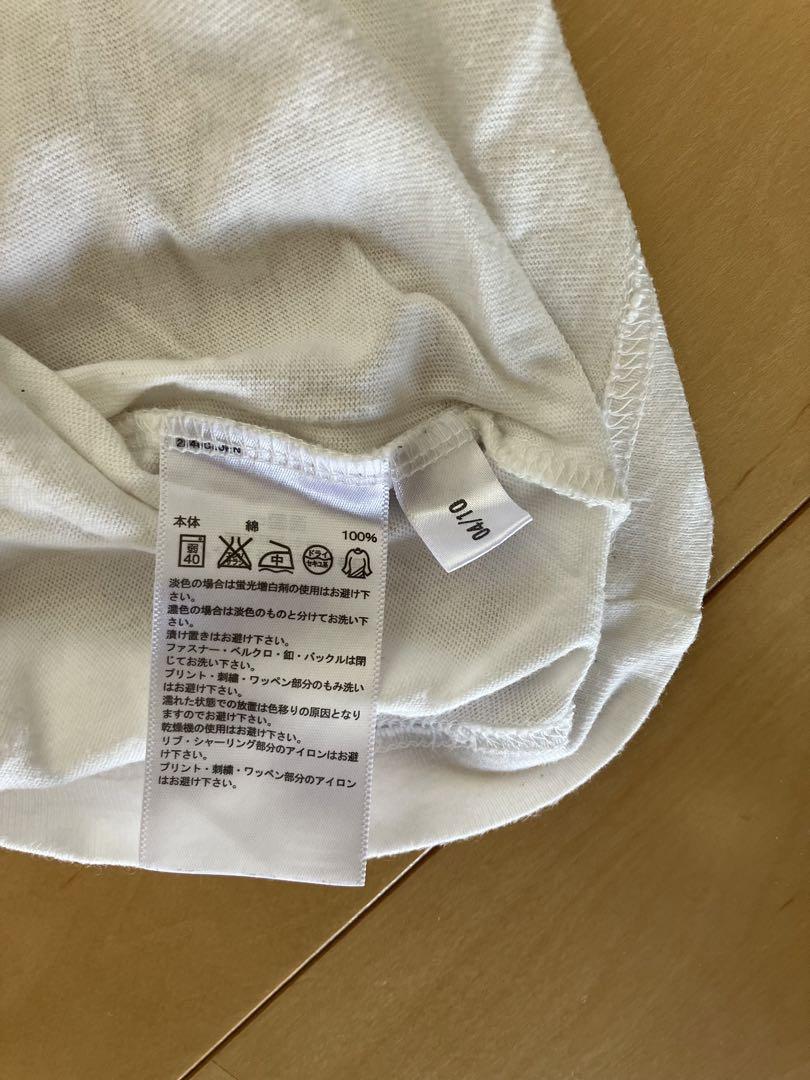 本体 綿 100%
弱 40 エンソ サラシ 中 ドライ セキユ系
淡色の場合は蛍光増白剤の使用はお避け下
さい。
濃色の場合は淡色のものと分けてお洗い下
さい。
漬け置きはお避け下さい。
ファスナー・ベルクロ・釦・バックルは閉
じてお洗い下さい。
プリント・刺繍・ワッペン部分のもみ洗い
はお避け下さい。
濡れた状態での放置は色移りの原因となり
ますのでお避け下さい。
乾燥機の使用はお避け下さい。
リブ・シャーリング部分のアイロンはお避
け下さい。
プリント・刺繍・ワッペン部分のアイロン
はお避け下さい。
04/10